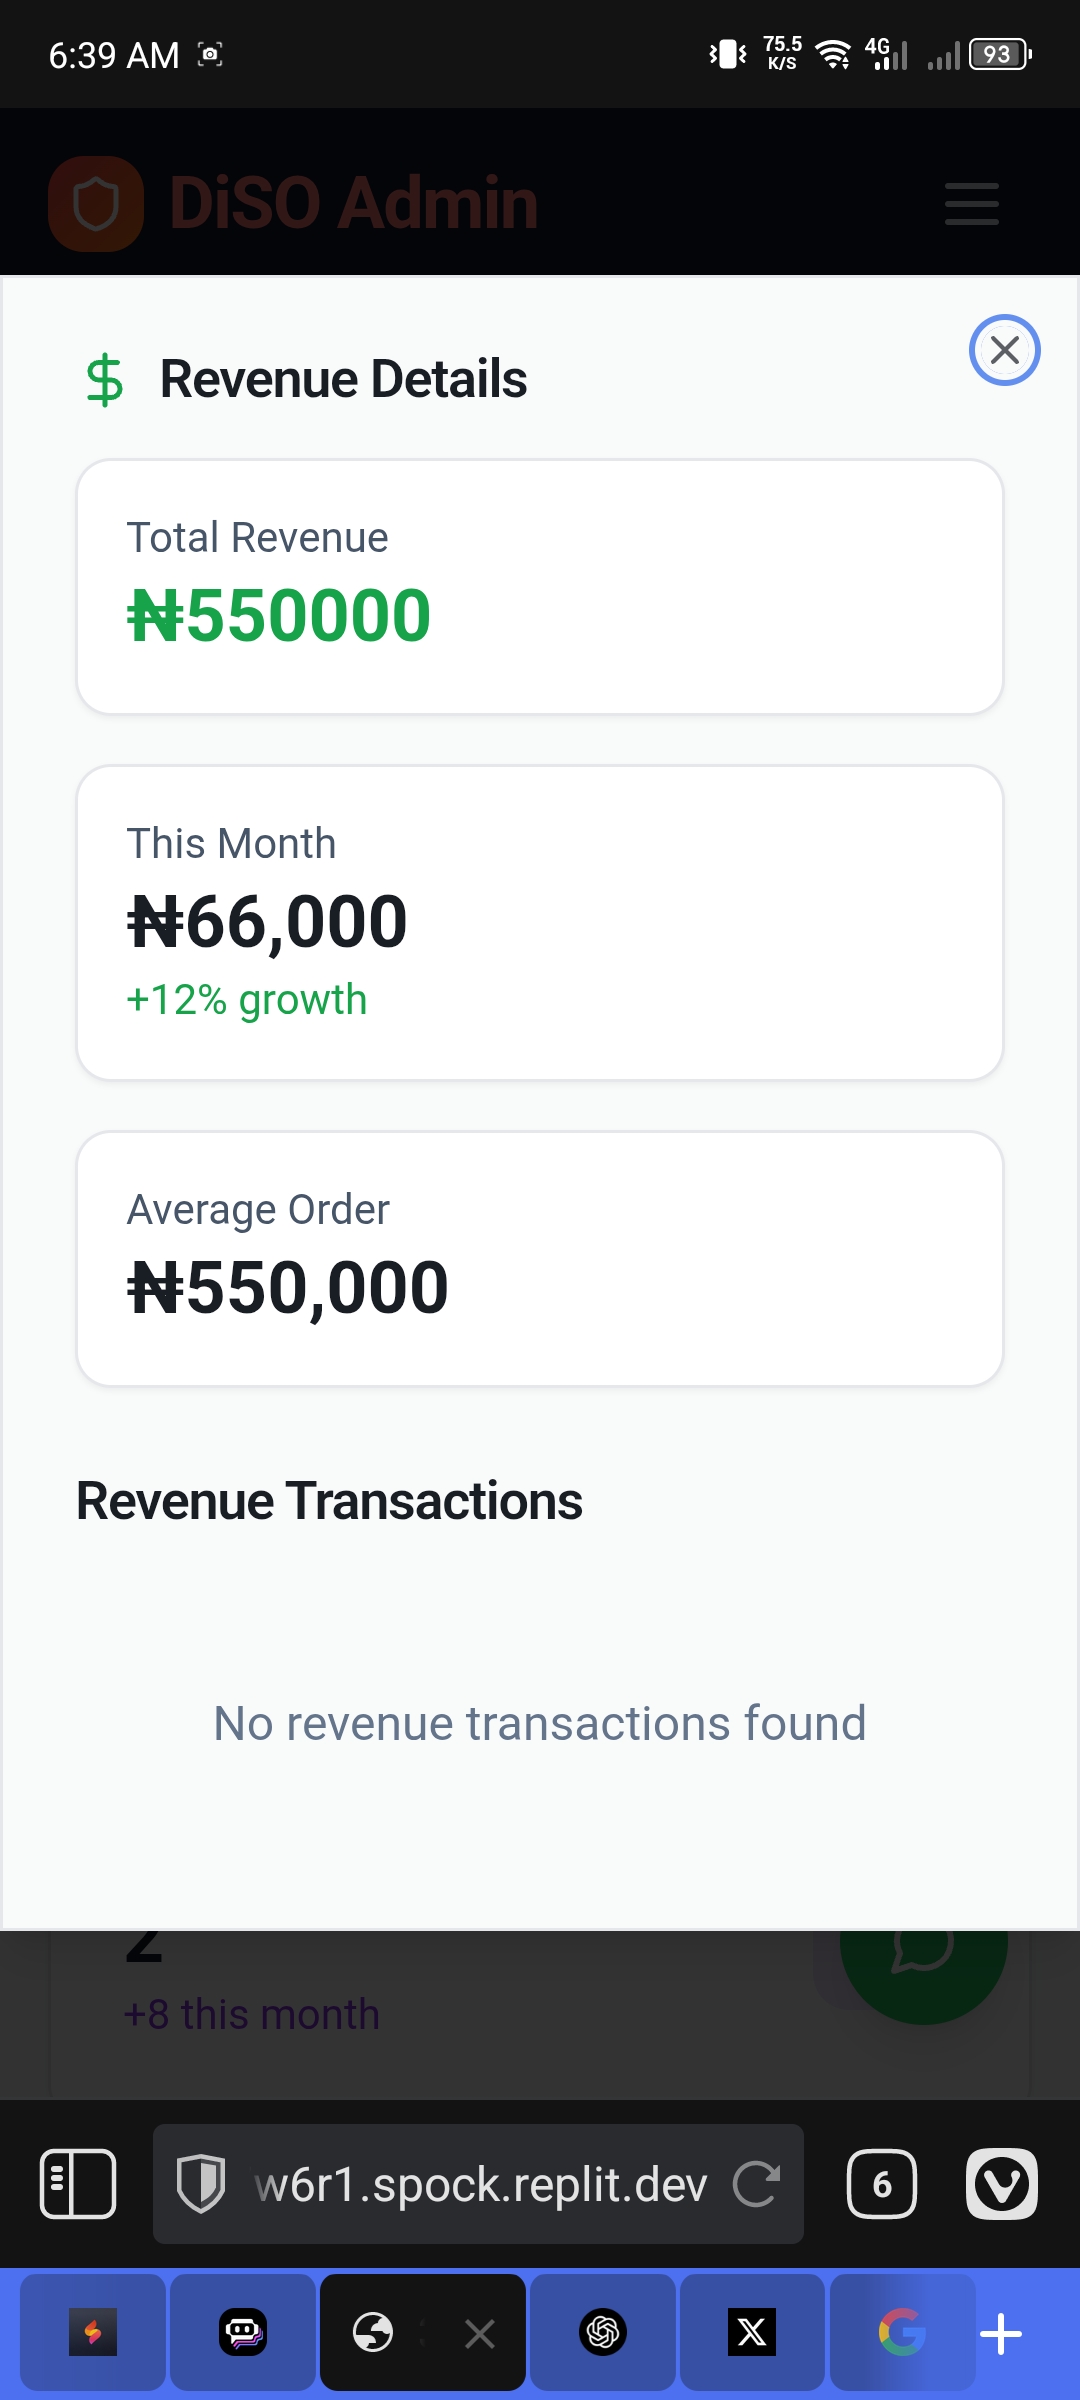 6:39 AM
75.5
K/S
4G
93
DiSO Admin
Revenue Details
Total Revenue
₦550000
This Month
₦66,000
+12% growth
Average Order
₦550,000
Revenue Transactions
No revenue transactions found
2
+8 this month
w6r1.spock.replit.dev
6